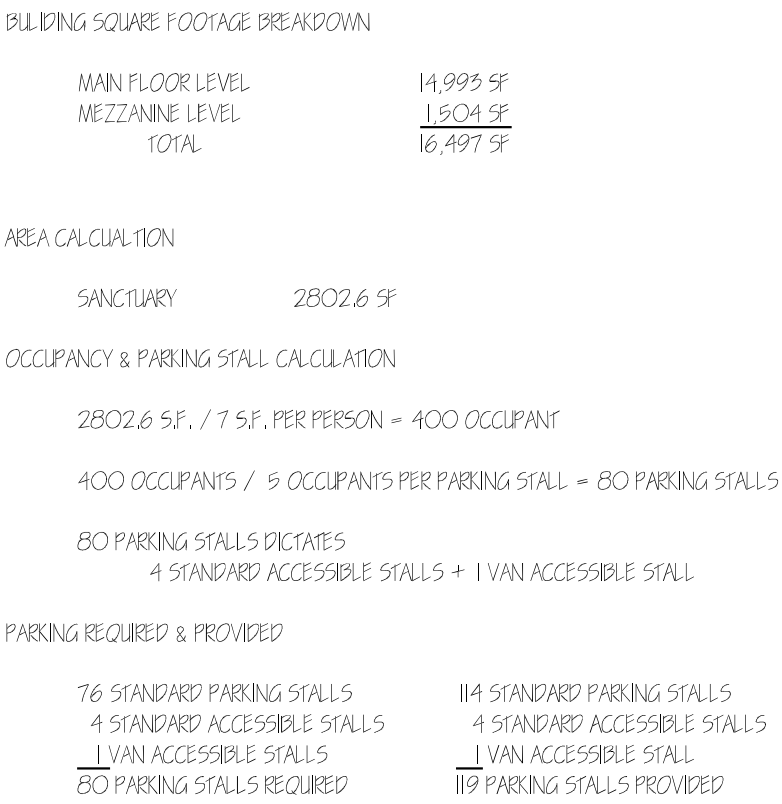 BULIDING SQUARE FOOTAGE BREAKDOWN
MAIN FLOOR LEVEL 14,993 SF
MEZZANINE LEVEL 1,504 SF
TOTAL 16,497 SF
AREA CALCUALTION
SANCTUARY 2802.6 SF
OCCUPANCY & PARKING STALL CALCULATION
2802.6 S.F. / 7 S.F. PER PERSON = 400 OCCUPANT
400 OCCUPANTS / 5 OCCUPANTS PER PARKING STALL = 80 PARKING STALLS
80 PARKING STALLS DICTATES
4 STANDARD ACCESSIBLE STALLS + 1 VAN ACCESSIBLE STALL
PARKING REQUIRED & PROVIDED
76 STANDARD PARKING STALLS 114 STANDARD PARKING STALLS
4 STANDARD ACCESSIBLE STALLS 4 STANDARD ACCESSIBLE STALLS
1 VAN ACCESSIBLE STALLS 1 VAN ACCESSIBLE STALL
80 PARKING STALLS REQUIRED 119 PARKING STALLS PROVIDED